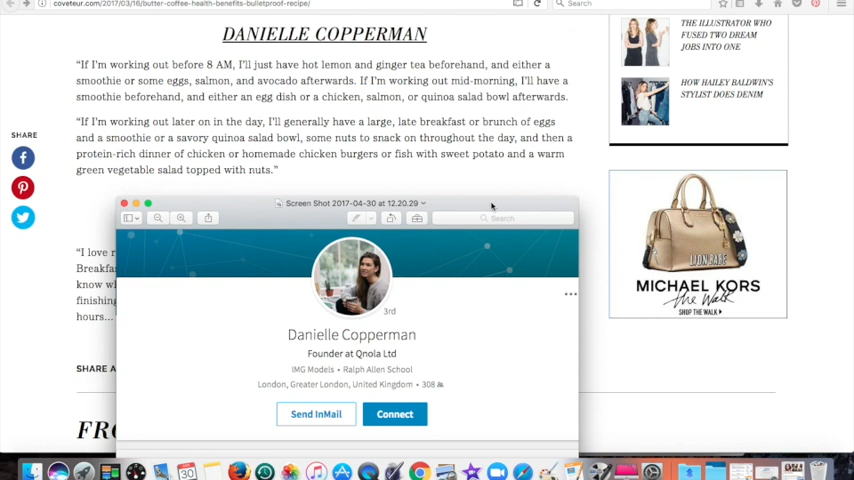 coveteur.com/2017/03/16/butter-coffee-health-benefits-bulletproof-recipe/
Search
DANIELLE COPPERMAN
“If I’m working out before 8 AM, I’ll just have hot lemon and ginger tea beforehand, and either a
smoothie or some eggs, salmon, and avocado afterwards. If I’m working out mid-morning, I’ll have a
smoothie beforehand, and either an egg dish or a chicken, salmon, or quinoa salad bowl afterwards.
“If I’m working out later on in the day, I’ll generally have a large, late breakfast or brunch of eggs
and a smoothie or a savory quinoa salad bowl, some nuts to snack on throughout the day, and then a
protein-rich dinner of chicken or homemade chicken burgers or fish with sweet potato and a warm
green vegetable salad topped with nuts.”
SHARE
“I love r
Breakfa
know w
finishing
hours...
SHARE A
FRO
THE ILLUSTRATOR WHO
FUSED TWO DREAM
JOBS INTO ONE
HOW HAILEY BALDWIN'S
STYLIST DOES DENIM
LION BABE
MICHAEL KORS
The Walk
SHOP THE WALK
Screen Shot 2017-04-30 at 12.20.29
Search
3rd
Danielle Copperman
Founder at Qnola Ltd
IMG Models • Ralph Allen School
London, Greater London, United Kingdom • 308
Send InMail
Connect
30